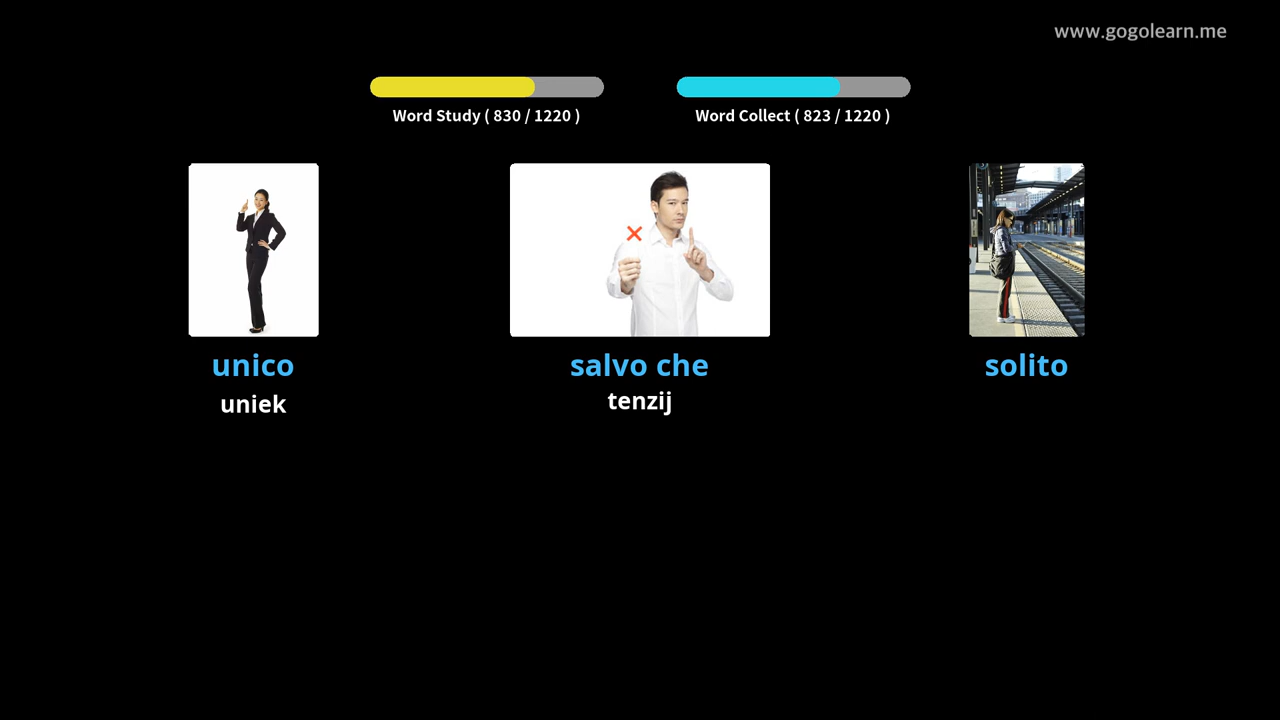 www.gogolearn.me
Word Study ( 830 / 1220 )
Word Collect ( 823 / 1220 )
unico
salvo che
solito
uniek
tenzij